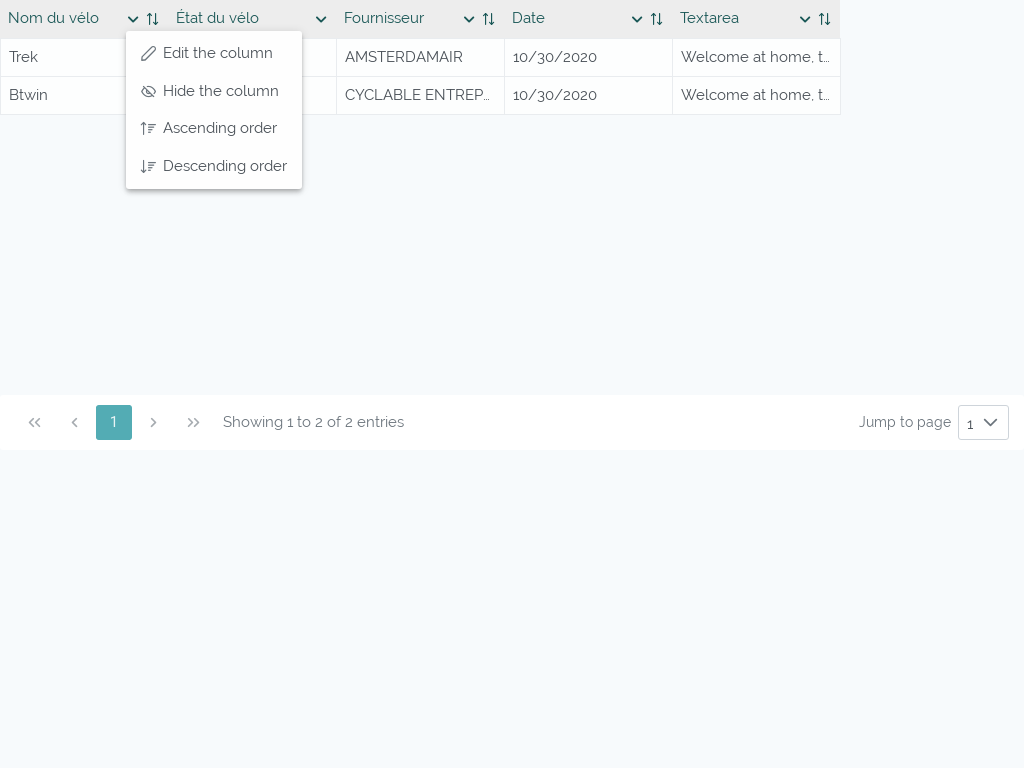 Nom du vélo État du vélo Fournisseur Date Textarea
Edit the column
Hide the column
Ascending order
Descending order
Trek AMSTERDAMAIR 10/30/2020 Welcome at home, t…
Btwin CYCLABLE ENTREP… 10/30/2020 Welcome at home, t…
1 Showing 1 to 2 of 2 entries Jump to page 1